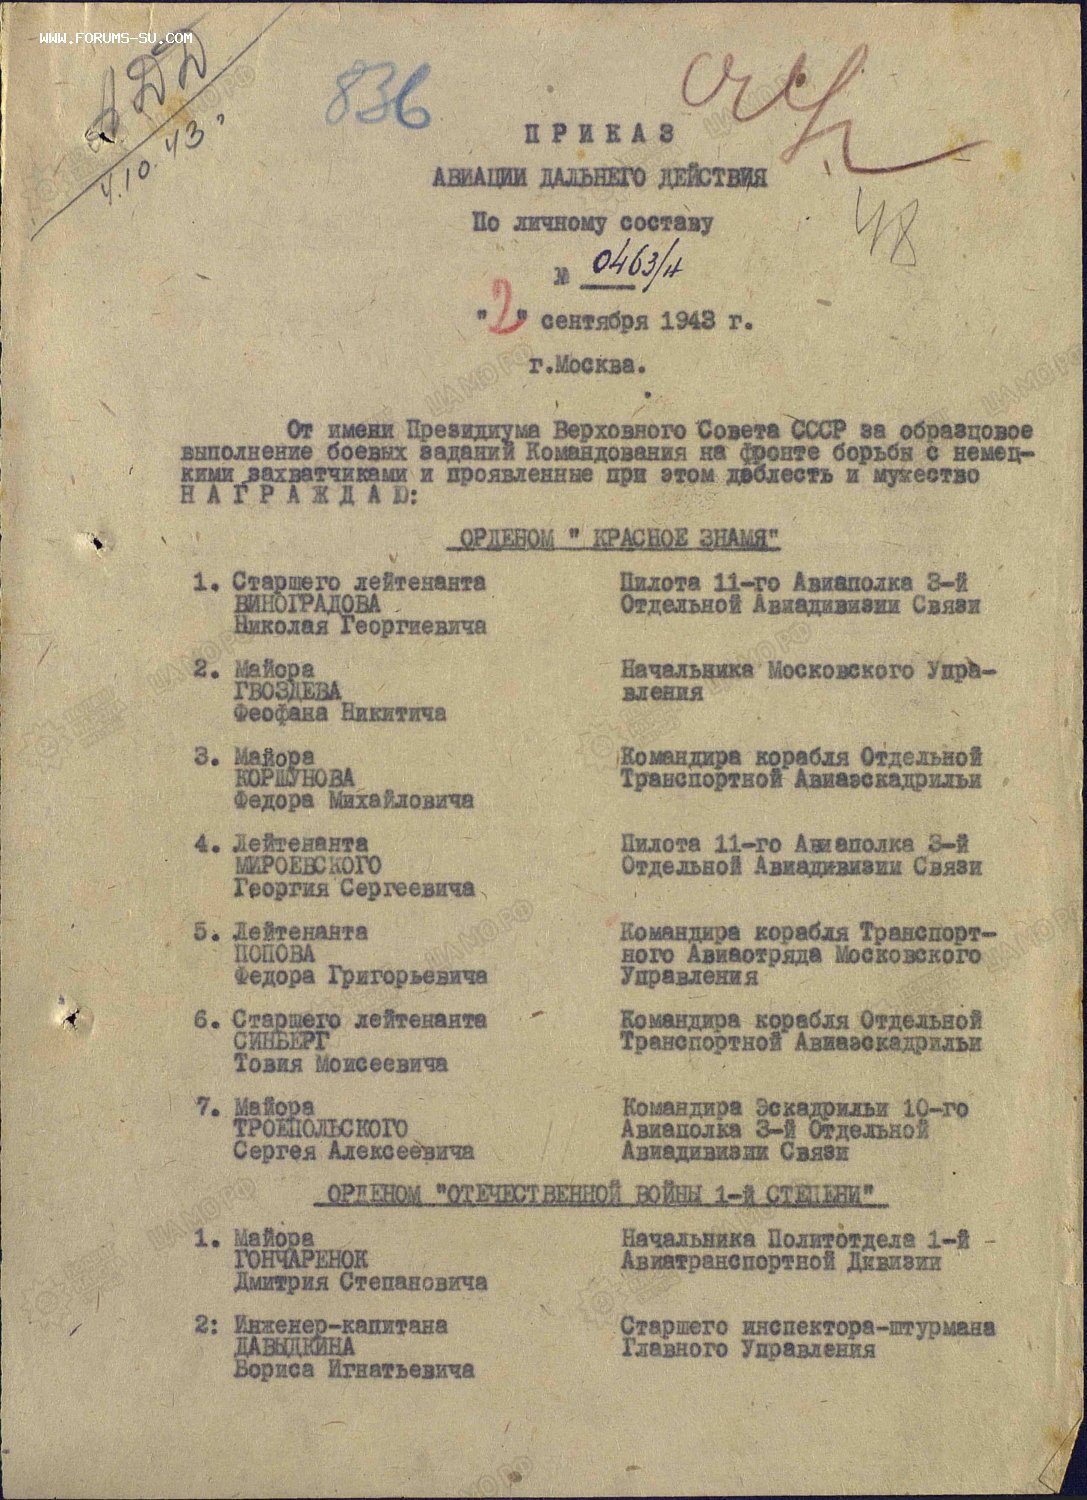 WWW.FORUMS-SU.COM
АДД
4.10.43
836
48
П Р И К А З
АВИАЦИИ ДАЛЬНЕГО ДЕЙСТВИЯ
По личному составу
№ 0463/н
"2" сентября 1943 г.
г.Москва.
От имени Президиума Верховного Совета СССР за образцовое
выполнение боевых заданий Командования на фронте борьбы с немец-
кими захватчиками и проявленные при этом доблесть и мужество
Н А Г Р А Ж Д А Ю:
ОРДЕНОМ " КРАСНОЕ ЗНАМЯ"
1. Старшего лейтенанта Пилота 11-го Авиаполка 3-й
ВИНОГРАДОВА Отдельной Авиадивизии Связи
Николая Георгиевича
2. Майора Начальника Московского Упра-
ГВОЗДЕВА вления
Феофана Никитича
3. Майора Командира корабля Отдельной
КОРШУНОВА Транспортной Авиаэскадрильи
Федора Михайловича
4. Лейтенанта Пилота 11-го Авиаполка 3-й
МИРОЕВСКОГО Отдельной Авиадивизии Связи
Георгия Сергеевича
5. Лейтенанта Командира корабля Транспорт-
ПОПОВА ного Авиаотряда Московского
Федора Григорьевича Управления
6. Старшего лейтенанта Командира корабля Отдельной
СИНБЕРГ Транспортной Авиаэскадрильи
Товия Моисеевича
7. Майора Командира Эскадрильи 10-го
ТРОЕПОЛЬСКОГО Авиаполка 3-й Отдельной
Сергея Алексеевича Авиадивизии Связи
ОРДЕНОМ "ОТЕЧЕСТВЕННОЙ ВОЙНЫ 1-й СТЕПЕНИ"
1. Майора Начальника Политотдела 1-й
ГОНЧАРЕНОК Авиатранспортной Дивизии
Дмитрия Степановича
2: Инженер-капитана Старшего инспектора-штурмана
ДАВЫДКИНА Главного Управления
Бориса Игнатьевича